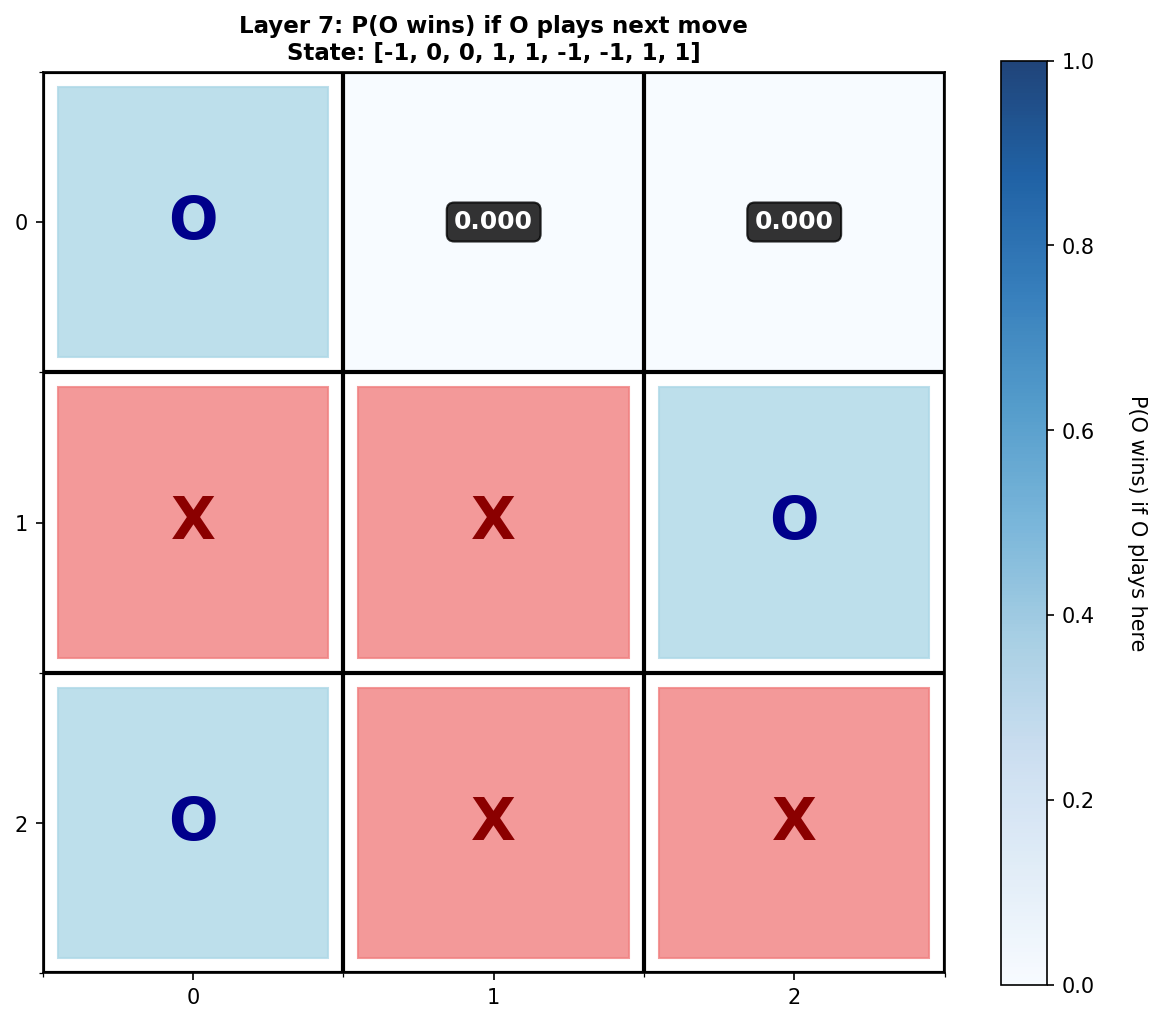 Layer 7: P(O wins) if O plays next move
State: [-1, 0, 0, 1, 1, -1, -1, 1, 1]
O
0.000
0.000
X
X
O
O
X
X
0
1
2
0
1
2
1.0
0.8
0.6
0.4
0.2
0.0
P(O wins) if O plays here